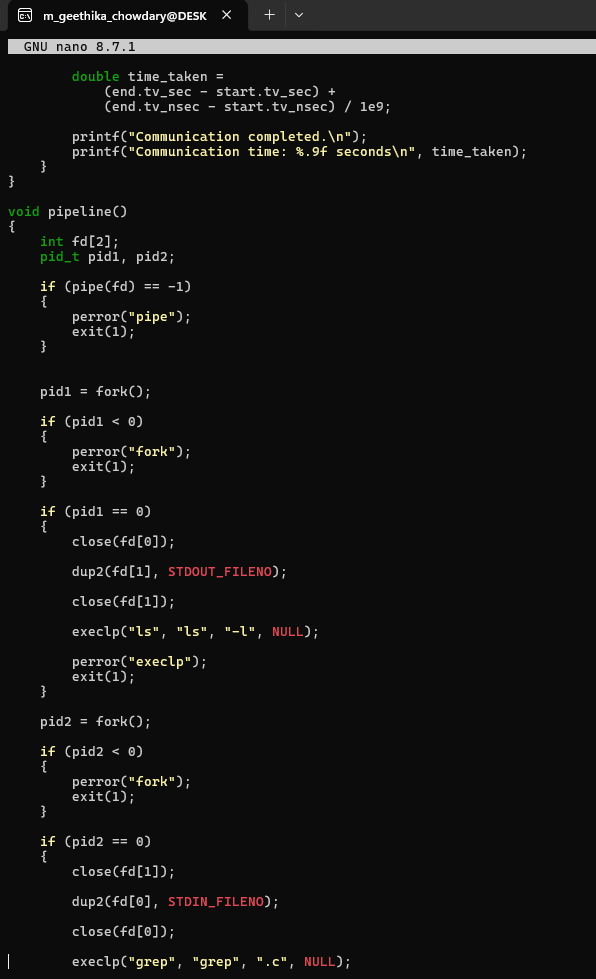 m_geethika_chowdary@DESK
GNU nano 8.7.1
        double time_taken =
            (end.tv_sec - start.tv_sec) +
            (end.tv_nsec - start.tv_nsec) / 1e9;

        printf("Communication completed.\n");
        printf("Communication time: %.9f seconds\n", time_taken);
    }
}

void pipeline()
{
    int fd[2];
    pid_t pid1, pid2;

    if (pipe(fd) == -1)
    {
        perror("pipe");
        exit(1);
    }


    pid1 = fork();

    if (pid1 < 0)
    {
        perror("fork");
        exit(1);
    }

    if (pid1 == 0)
    {
        close(fd[0]);

        dup2(fd[1], STDOUT_FILENO);

        close(fd[1]);

        execlp("ls", "ls", "-l", NULL);

        perror("execlp");
        exit(1);
    }

    pid2 = fork();

    if (pid2 < 0)
    {
        perror("fork");
        exit(1);
    }

    if (pid2 == 0)
    {
        close(fd[1]);

        dup2(fd[0], STDIN_FILENO);

        close(fd[0]);

        execlp("grep", "grep", ".c", NULL);